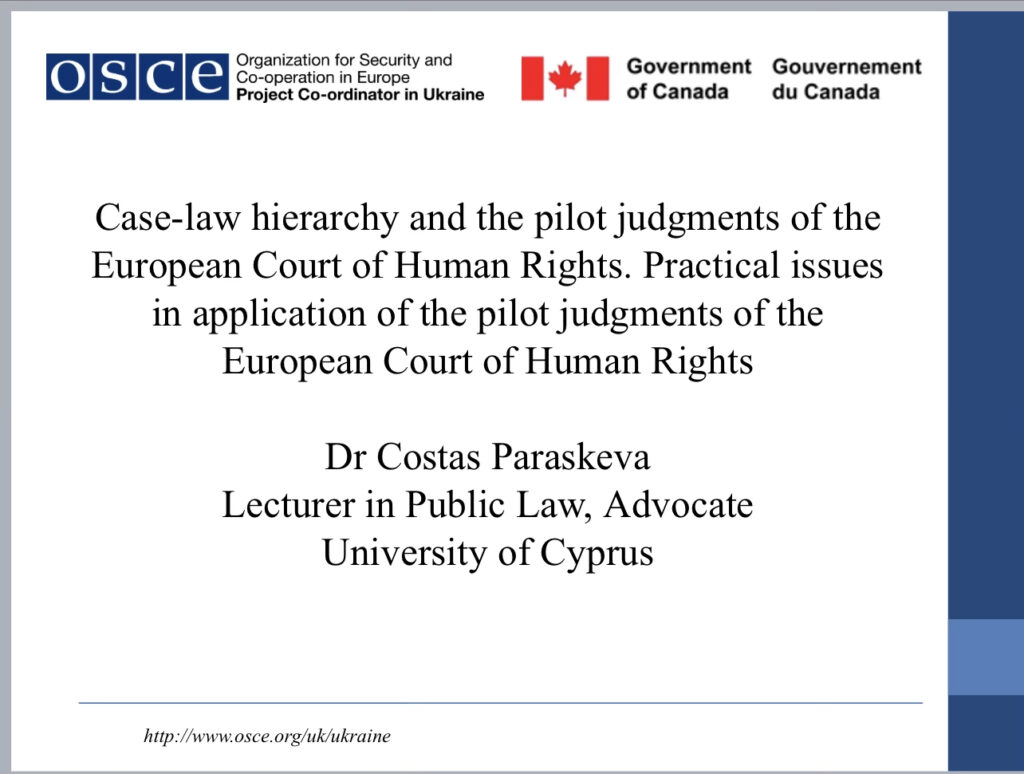 osce Organization for Security and
Co-operation in Europe
Project Co-ordinator in Ukraine
Government of Canada
Gouvernement du Canada
Case-law hierarchy and the pilot judgments of the
European Court of Human Rights. Practical issues
in application of the pilot judgments of the
European Court of Human Rights
Dr Costas Paraskeva
Lecturer in Public Law, Advocate
University of Cyprus
http://www.osce.org/uk/ukraine